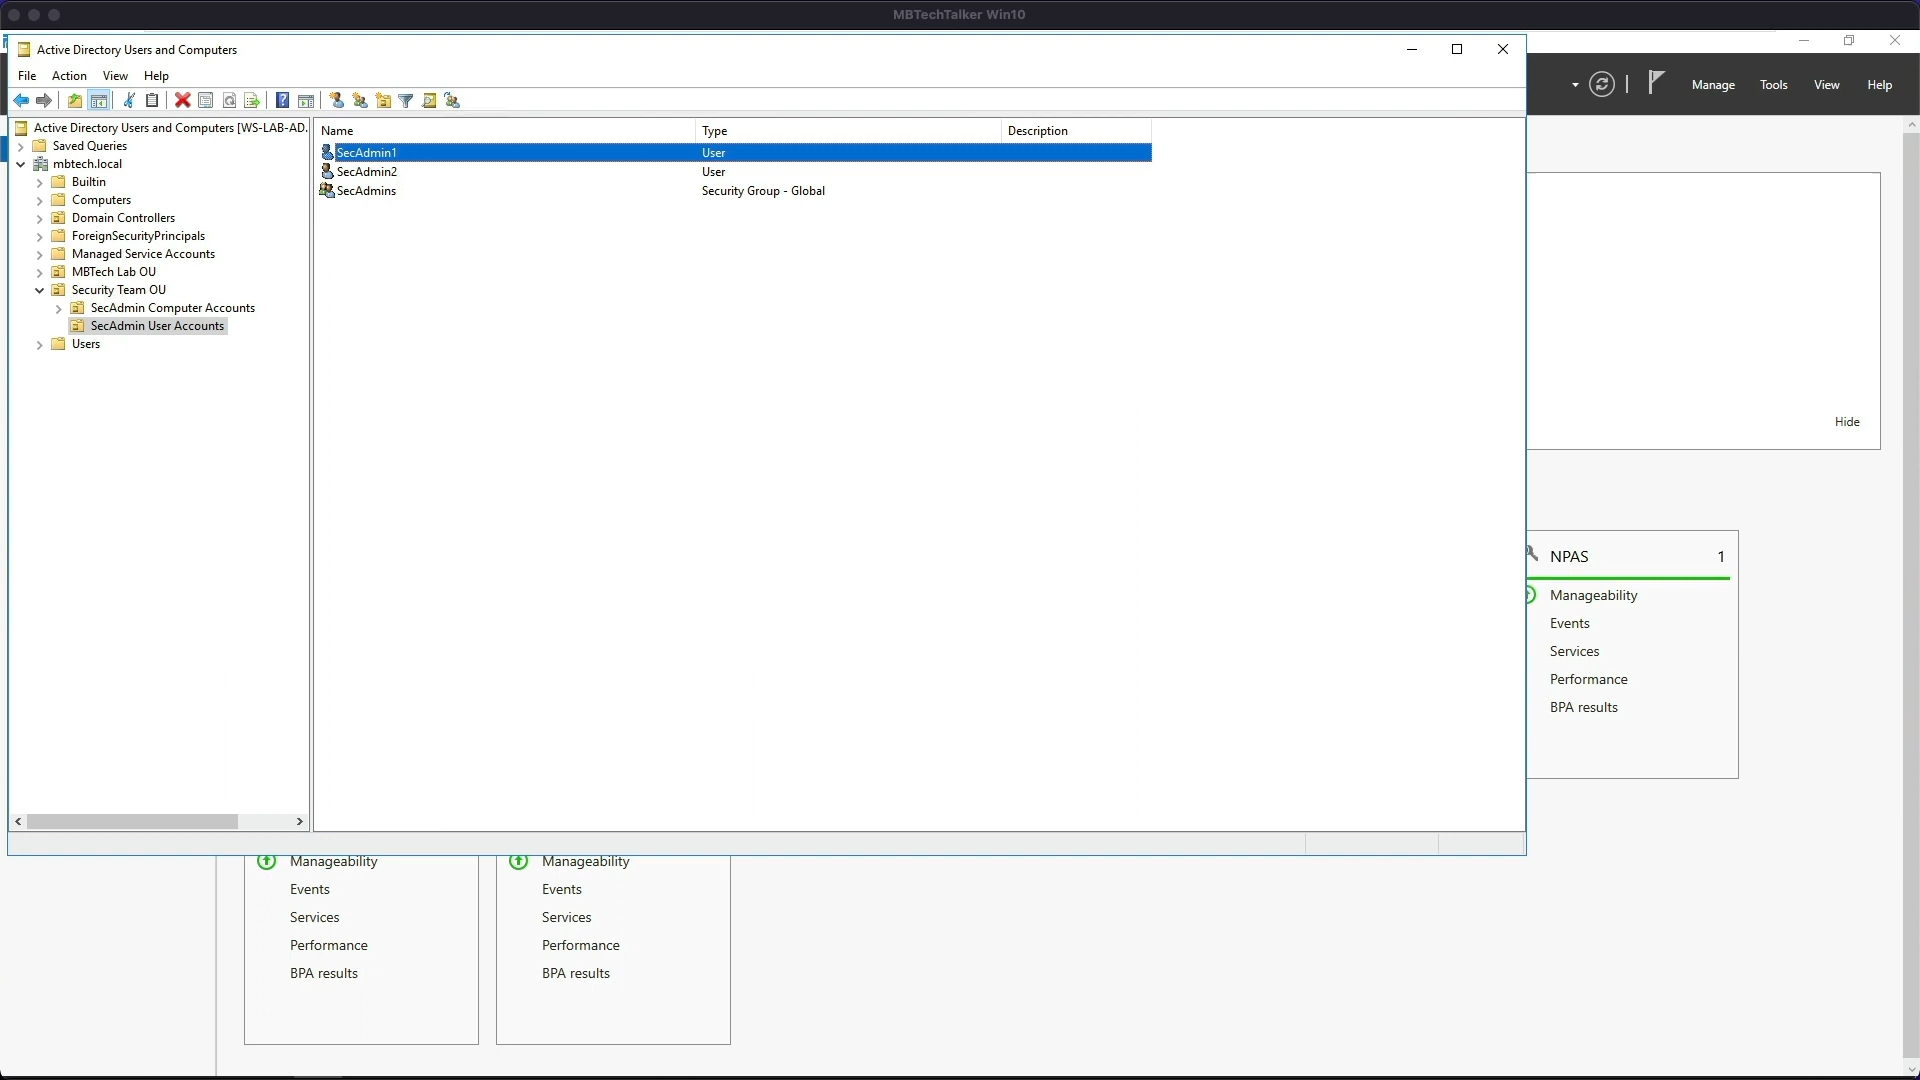 MBTechTalker Win10
Active Directory Users and Computers
File Action View Help
Manage Tools View Help
Active Directory Users and Computers [WS-LAB-AD.
Saved Queries
mbtech.local
Builtin
Computers
Domain Controllers
ForeignSecurityPrincipals
Managed Service Accounts
MBTech Lab OU
Security Team OU
SecAdmin Computer Accounts
SecAdmin User Accounts
Users
Name Type Description
SecAdmin1 User
SecAdmin2 User
SecAdmins Security Group - Global
Hide
NPAS 1
Manageability
Events
Services
Performance
BPA results
Manageability
Events
Services
Performance
BPA results
Manageability
Events
Services
Performance
BPA results